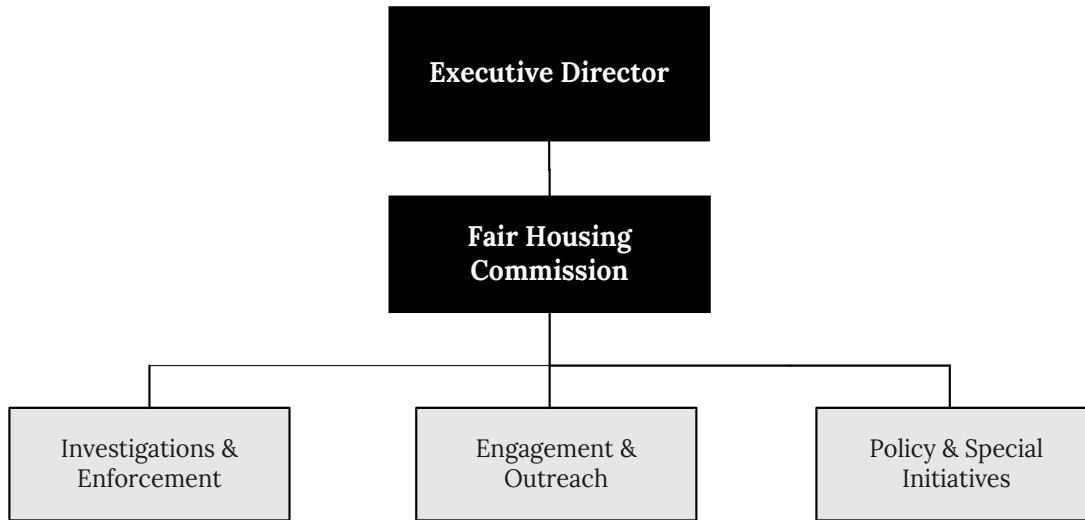 Executive Director
Fair Housing
Commission
Investigations &
Enforcement
Engagement &
Outreach
Policy & Special
Initiatives